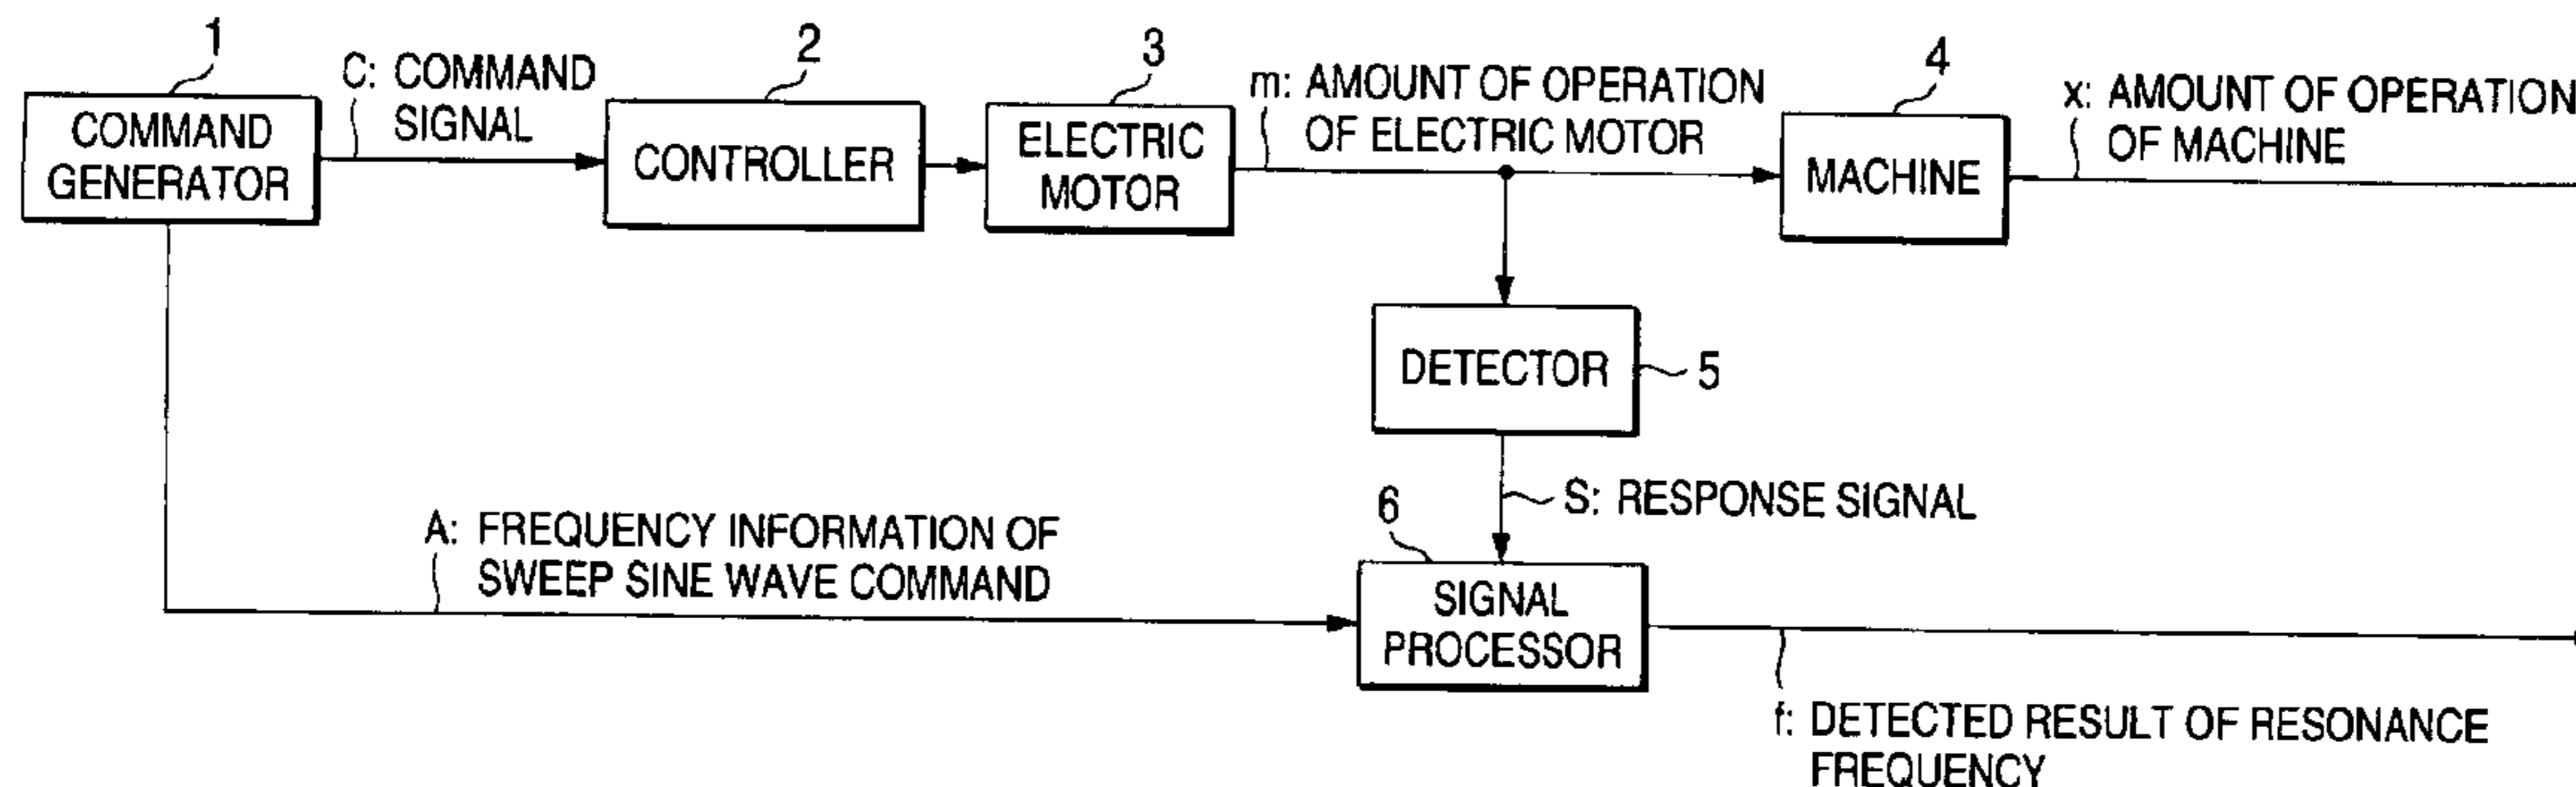 1
C: COMMAND
SIGNAL
COMMAND
GENERATOR
2
CONTROLLER
3
ELECTRIC
MOTOR
m: AMOUNT OF OPERATION
OF ELECTRIC MOTOR
4
MACHINE
x: AMOUNT OF OPERATION
OF MACHINE
DETECTOR
5
S: RESPONSE SIGNAL
A: FREQUENCY INFORMATION OF
SWEEP SINE WAVE COMMAND
6
SIGNAL
PROCESSOR
f: DETECTED RESULT OF RESONANCE
FREQUENCY